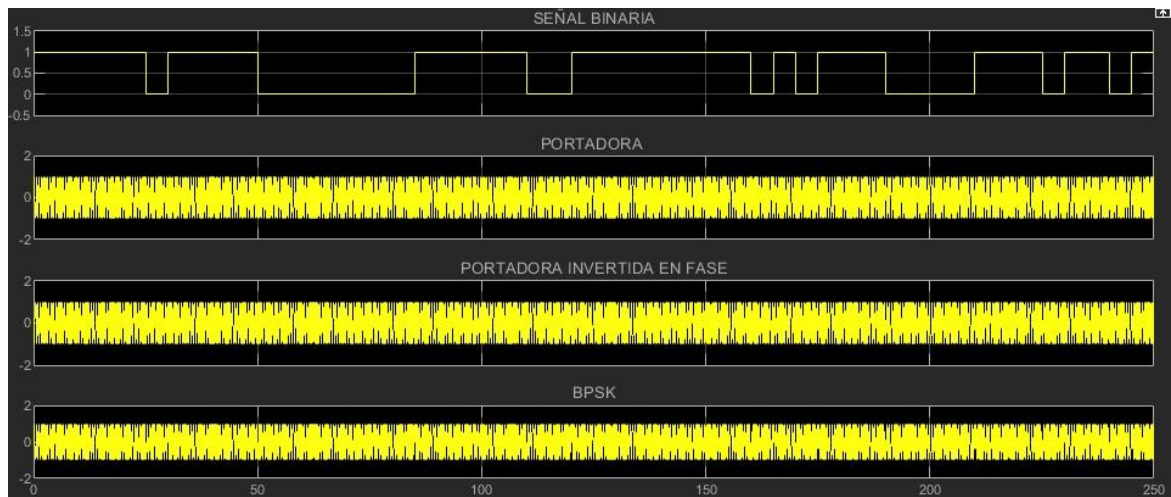 SEÑAL BINARIA
1.5
1
0.5
0
-0.5
PORTADORA
2
0
-2
PORTADORA INVERTIDA EN FASE
2
0
-2
BPSK
2
0
-2
0 50 100 150 200 250